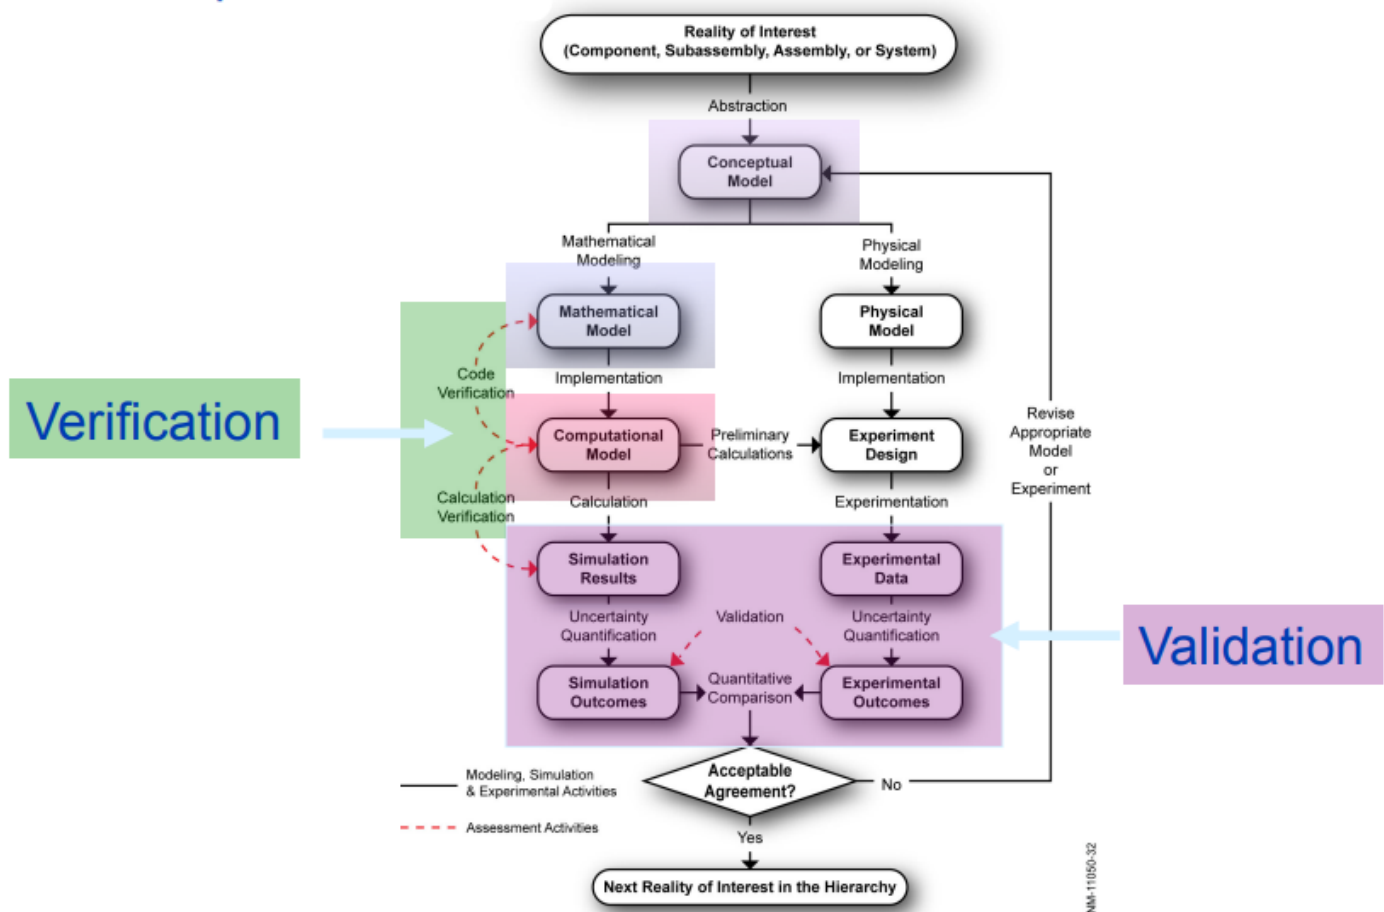 Reality of Interest
(Component, Subassembly, Assembly, or System)
Abstraction
Conceptual
Model
Mathematical
Modeling
Physical
Modeling
Mathematical
Model
Physical
Model
Code
Verification
Implementation
Implementation
Verification
Computational
Model
Preliminary
Calculations
Experiment
Design
Revise
Appropriate
Model
or
Experiment
Calculation
Verification
Calculation
Experimentation
Simulation
Results
Experimental
Data
Uncertainty
Quantification
Validation
Uncertainty
Quantification
Validation
Simulation
Outcomes
Quantitative
Comparison
Experimental
Outcomes
Modeling, Simulation
& Experimental Activities
Acceptable
Agreement?
No
Assessment Activities
Yes
Next Reality of Interest in the Hierarchy
NM-11050-32